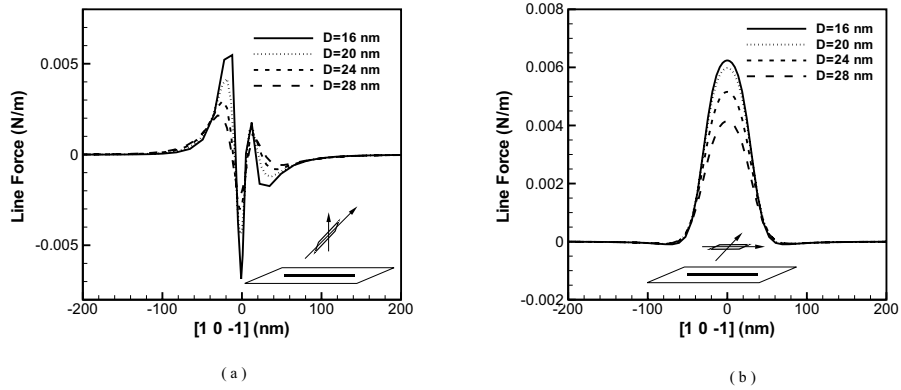 Line Force (N/m)
0.005
0
-0.005
-200
-100
0
100
200
[1 0 -1] (nm)
D=16 nm
D=20 nm
D=24 nm
D=28 nm
( a )
Line Force (N/m)
0.008
0.006
0.004
0.002
0
-0.002
-200
-100
0
100
200
[1 0 -1] (nm)
D=16 nm
D=20 nm
D=24 nm
D=28 nm
( b )